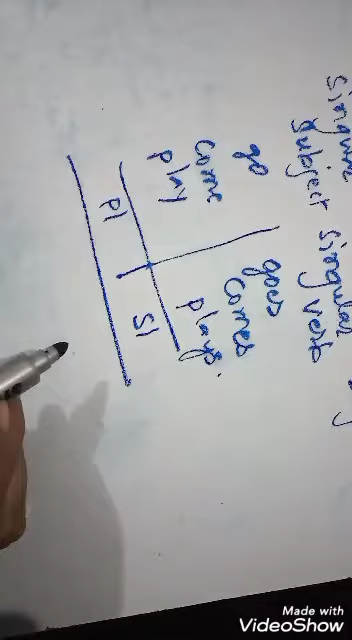 singular
subject verb
go goes
come comes
play plays.
Pl Sl
Made with
VideoShow